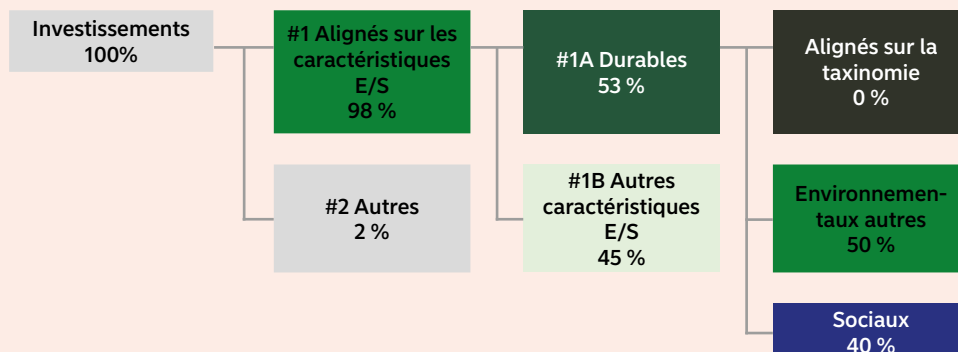 Investissements
100%
#1 Alignés sur les
caractéristiques
E/S
98 %
#1A Durables
53 %
Alignés sur la
taxinomie
0 %
#2 Autres
2 %
#1B Autres
caractéristiques
E/S
45 %
Environnemen-
taux autres
50 %
Sociaux
40 %